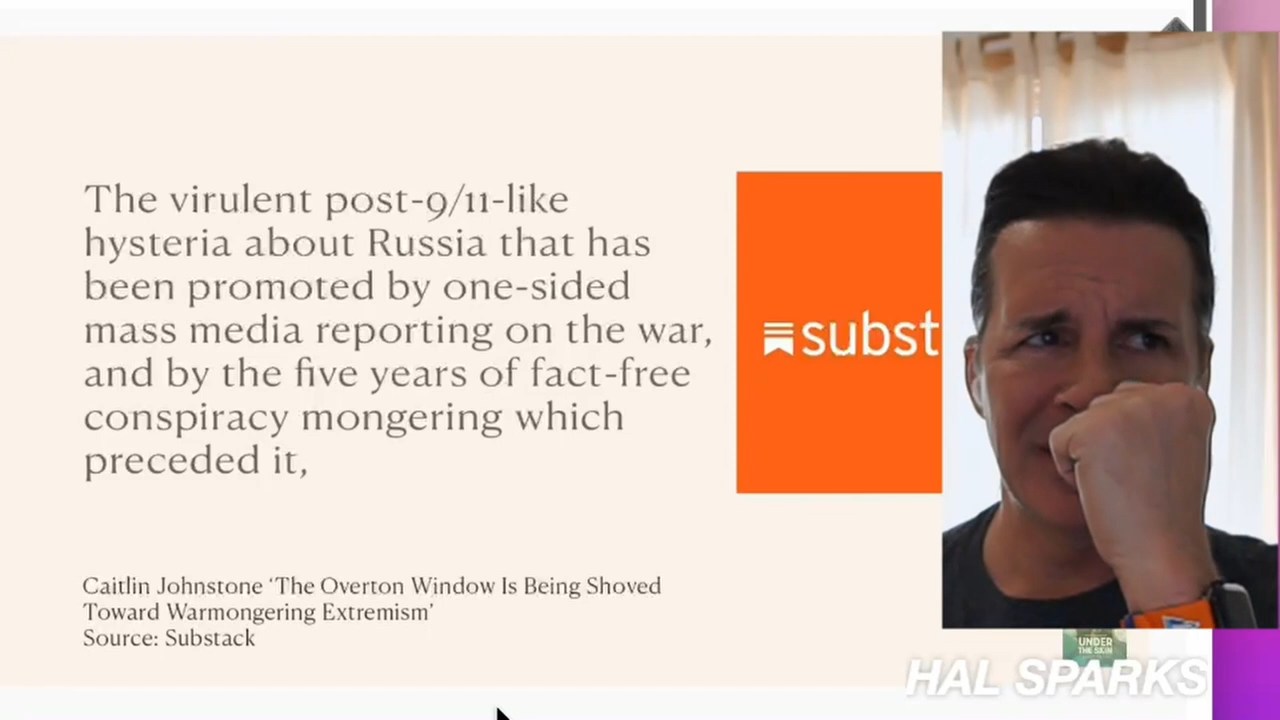 The virulent post-9/11-like
hysteria about Russia that has
been promoted by one-sided
mass media reporting on the war,
and by the five years of fact-free
conspiracy mongering which
preceded it,
subst
Caitlin Johnstone ‘The Overton Window Is Being Shoved
Toward Warmongering Extremism’
Source: Substack
UNDER
THE SKIN
HAL SPARKS